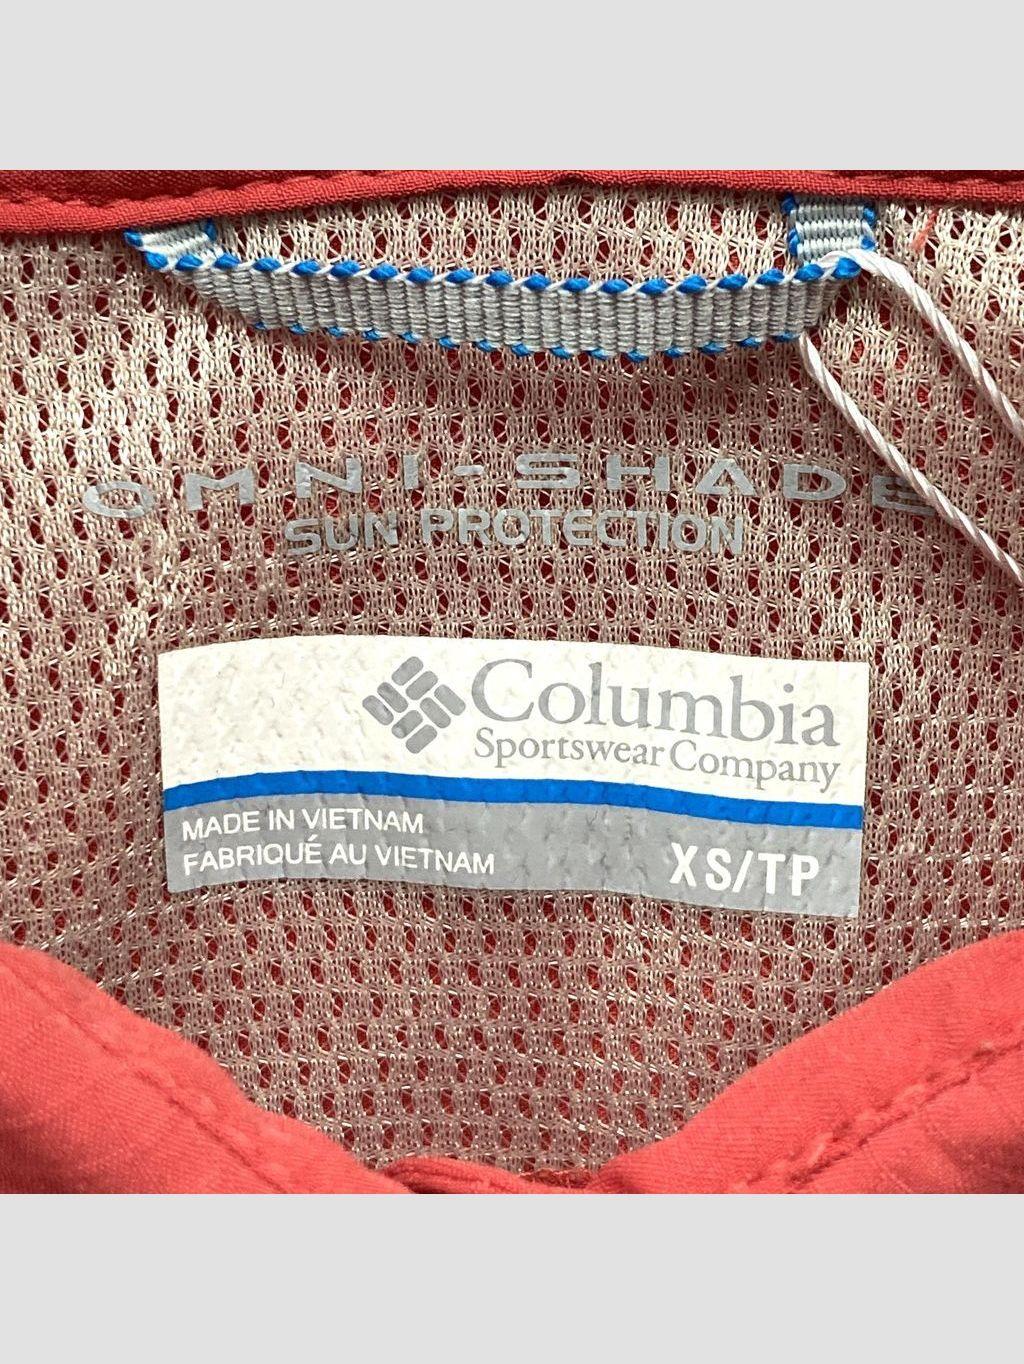 OMNI-SHADE
SUN PROTECTION
Columbia
Sportswear Company
MADE IN VIETNAM
FABRIQUÉ AU VIETNAM
XS/TP